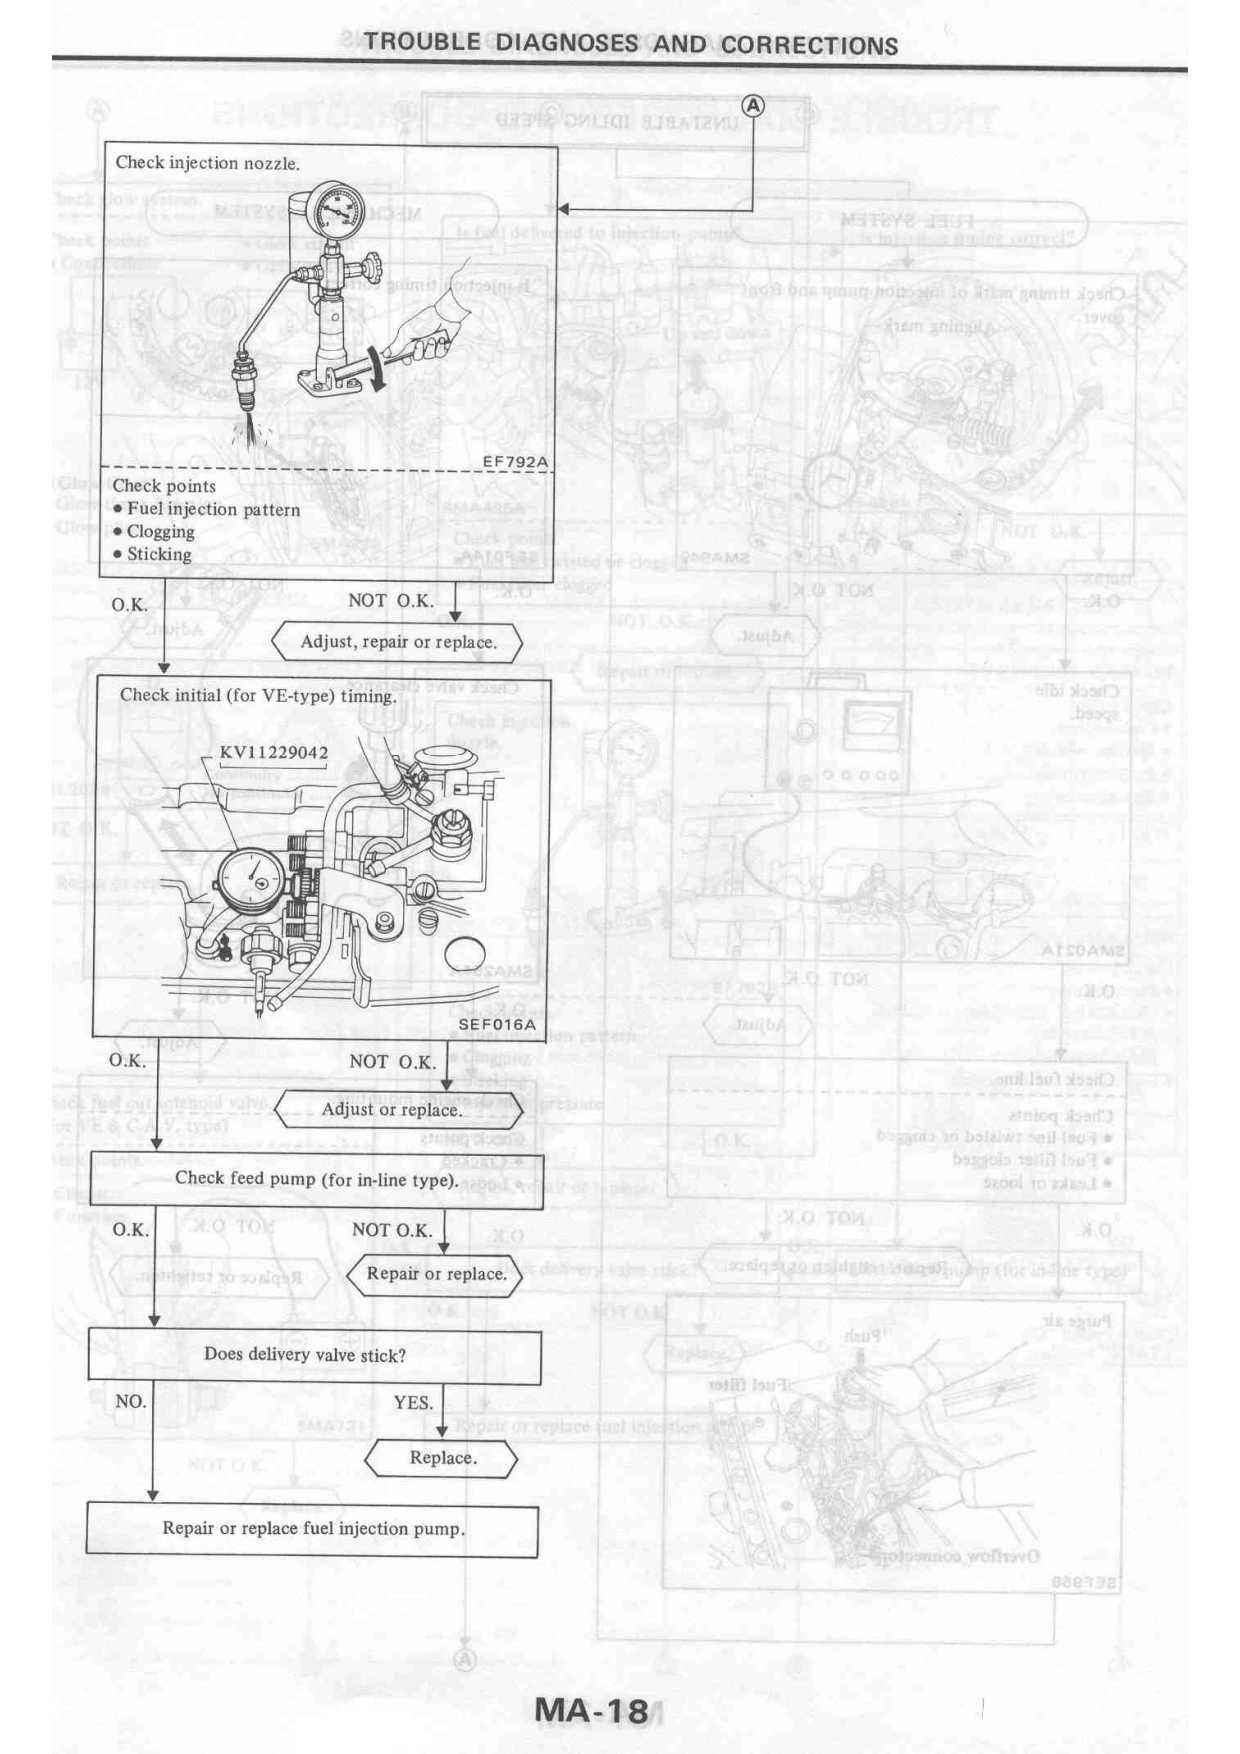 TROUBLE DIAGNOSES AND CORRECTIONS
A
Check injection nozzle.
EF792A
Check points
• Fuel injection pattern
• Clogging
• Sticking
O.K.
NOT O.K.
Adjust, repair or replace.
Check initial (for VE-type) timing.
KV11229042
SEF016A
O.K.
NOT O.K.
Adjust or replace.
Check feed pump (for in-line type).
O.K.
NOT O.K.
Repair or replace.
Does delivery valve stick?
NO.
YES.
Replace.
Repair or replace fuel injection pump.
MA-18